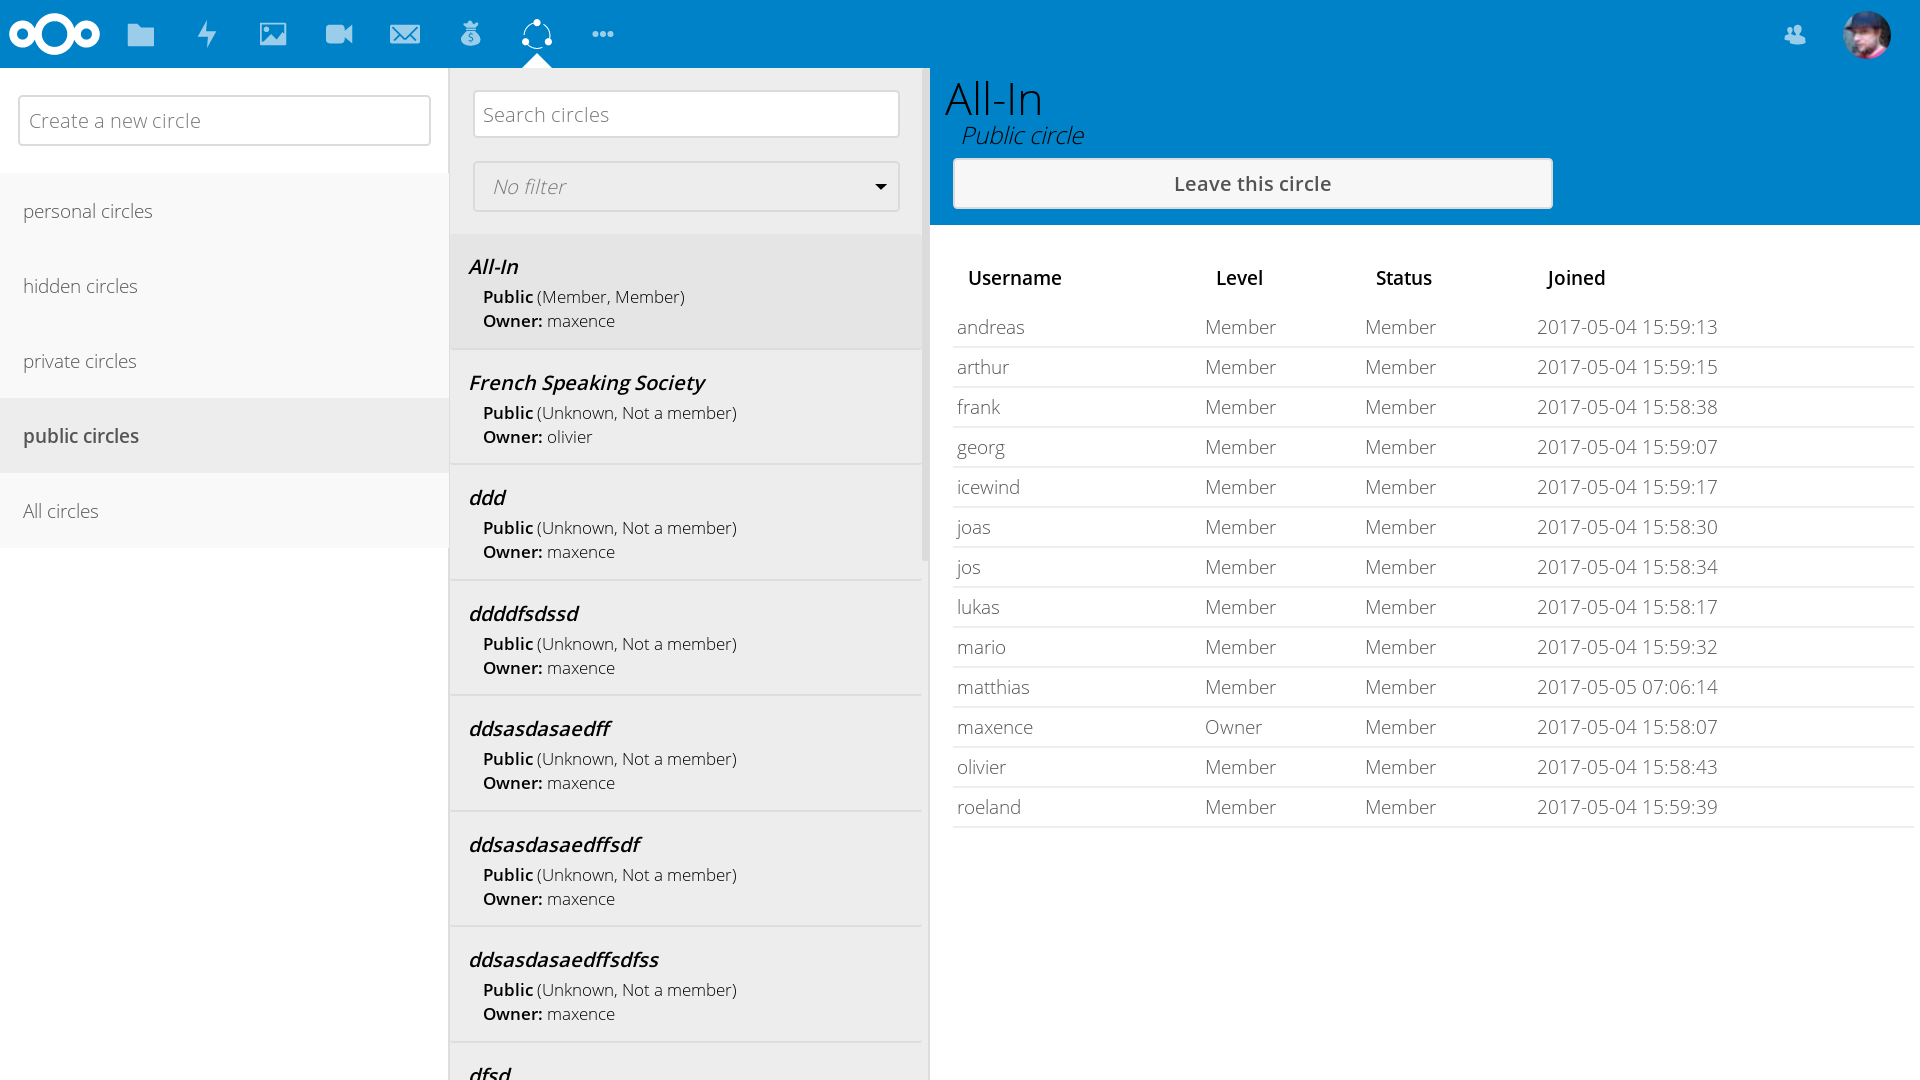 Create a new circle
personal circles
hidden circles
private circles
public circles
All circles
Search circles
No filter
All-In
Public (Member, Member)
Owner: maxence
French Speaking Society
Public (Unknown, Not a member)
Owner: olivier
ddd
Public (Unknown, Not a member)
Owner: maxence
ddddfsdssd
Public (Unknown, Not a member)
Owner: maxence
ddsasdasaedff
Public (Unknown, Not a member)
Owner: maxence
ddsasdasaedffsdf
Public (Unknown, Not a member)
Owner: maxence
ddsasdasaedffsdfss
Public (Unknown, Not a member)
Owner: maxence
dfsd
All-In
Public circle
Leave this circle
Username Level Status Joined
andreas Member Member 2017-05-04 15:59:13
arthur Member Member 2017-05-04 15:59:15
frank Member Member 2017-05-04 15:58:38
georg Member Member 2017-05-04 15:59:07
icewind Member Member 2017-05-04 15:59:17
joas Member Member 2017-05-04 15:58:30
jos Member Member 2017-05-04 15:58:34
lukas Member Member 2017-05-04 15:58:17
mario Member Member 2017-05-04 15:59:32
matthias Member Member 2017-05-05 07:06:14
maxence Owner Member 2017-05-04 15:58:07
olivier Member Member 2017-05-04 15:58:43
roeland Member Member 2017-05-04 15:59:39